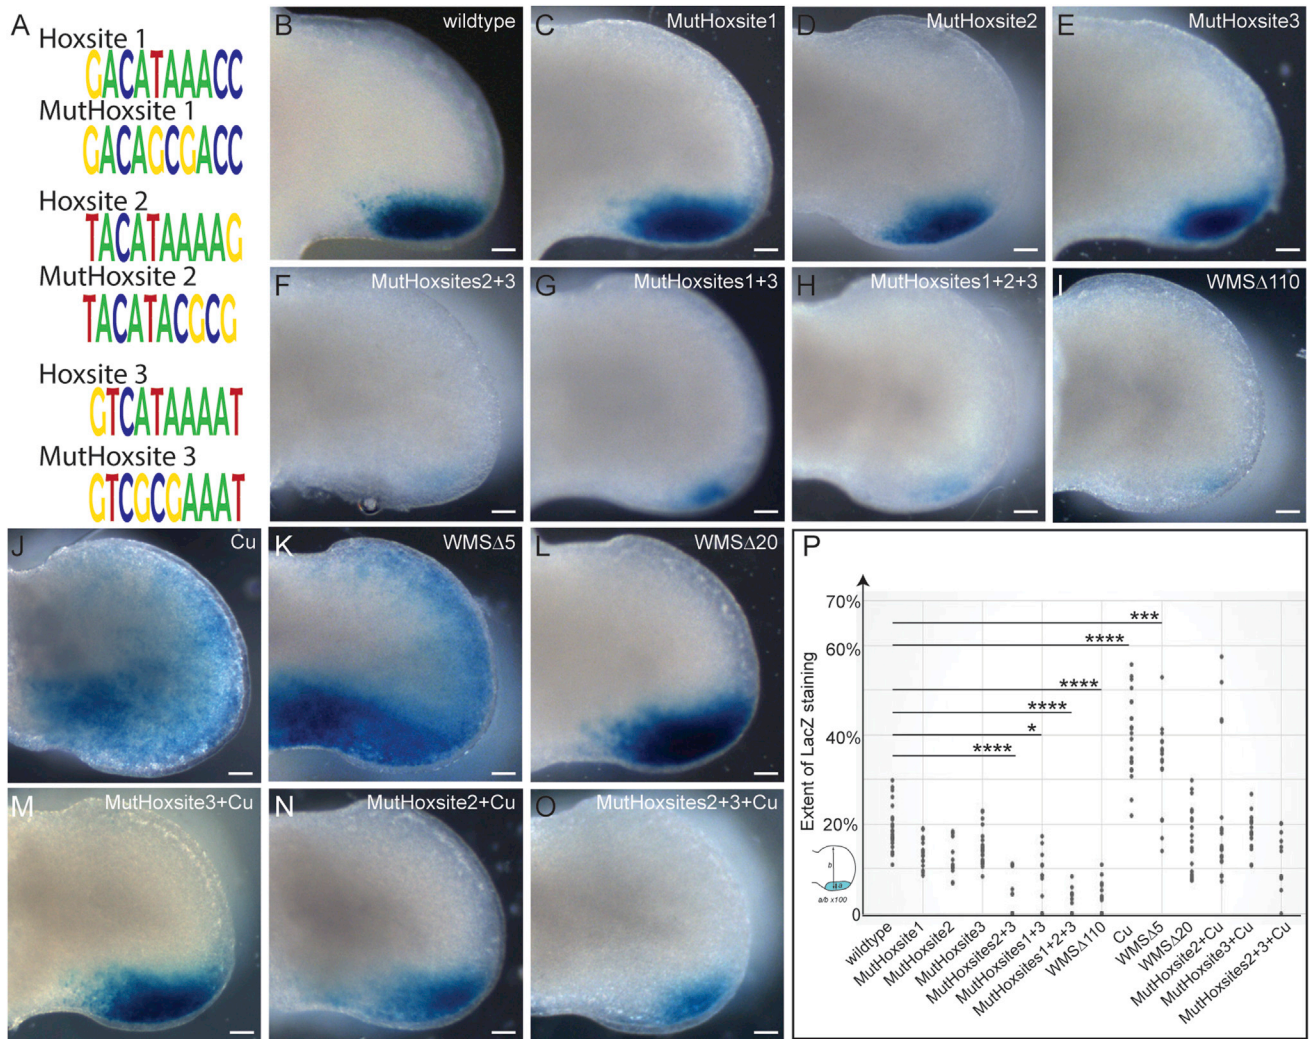 A
Hoxsite 1
GACATAAACC
MutHoxsite 1
GACAGCGACC
Hoxsite 2
TACATAAAAG
MutHoxsite 2
TACATACGCG
Hoxsite 3
GTCATAAAAT
MutHoxsite 3
GTCGCGAAAT
B wildtype
C MutHoxsite1
D MutHoxsite2
E MutHoxsite3
F MutHoxsites2+3
G MutHoxsites1+3
H MutHoxsites1+2+3
I WMSΔ110
J Cu
K WMSΔ5
L WMSΔ20
M MutHoxsite3+Cu
N MutHoxsite2+Cu
O MutHoxsites2+3+Cu
P
Extent of LacZ staining
70%
60%
40%
20%
0
***
****
****
****
*
****
b
a
a/b x100
wildtype
MutHoxsite1
MutHoxsite2
MutHoxsite3
MutHoxsites2+3
MutHoxsites1+3
MutHoxsites1+2+3
WMSΔ110
Cu
WMSΔ5
WMSΔ20
MutHoxsite2+Cu
MutHoxsite3+Cu
MutHoxsites2+3+Cu